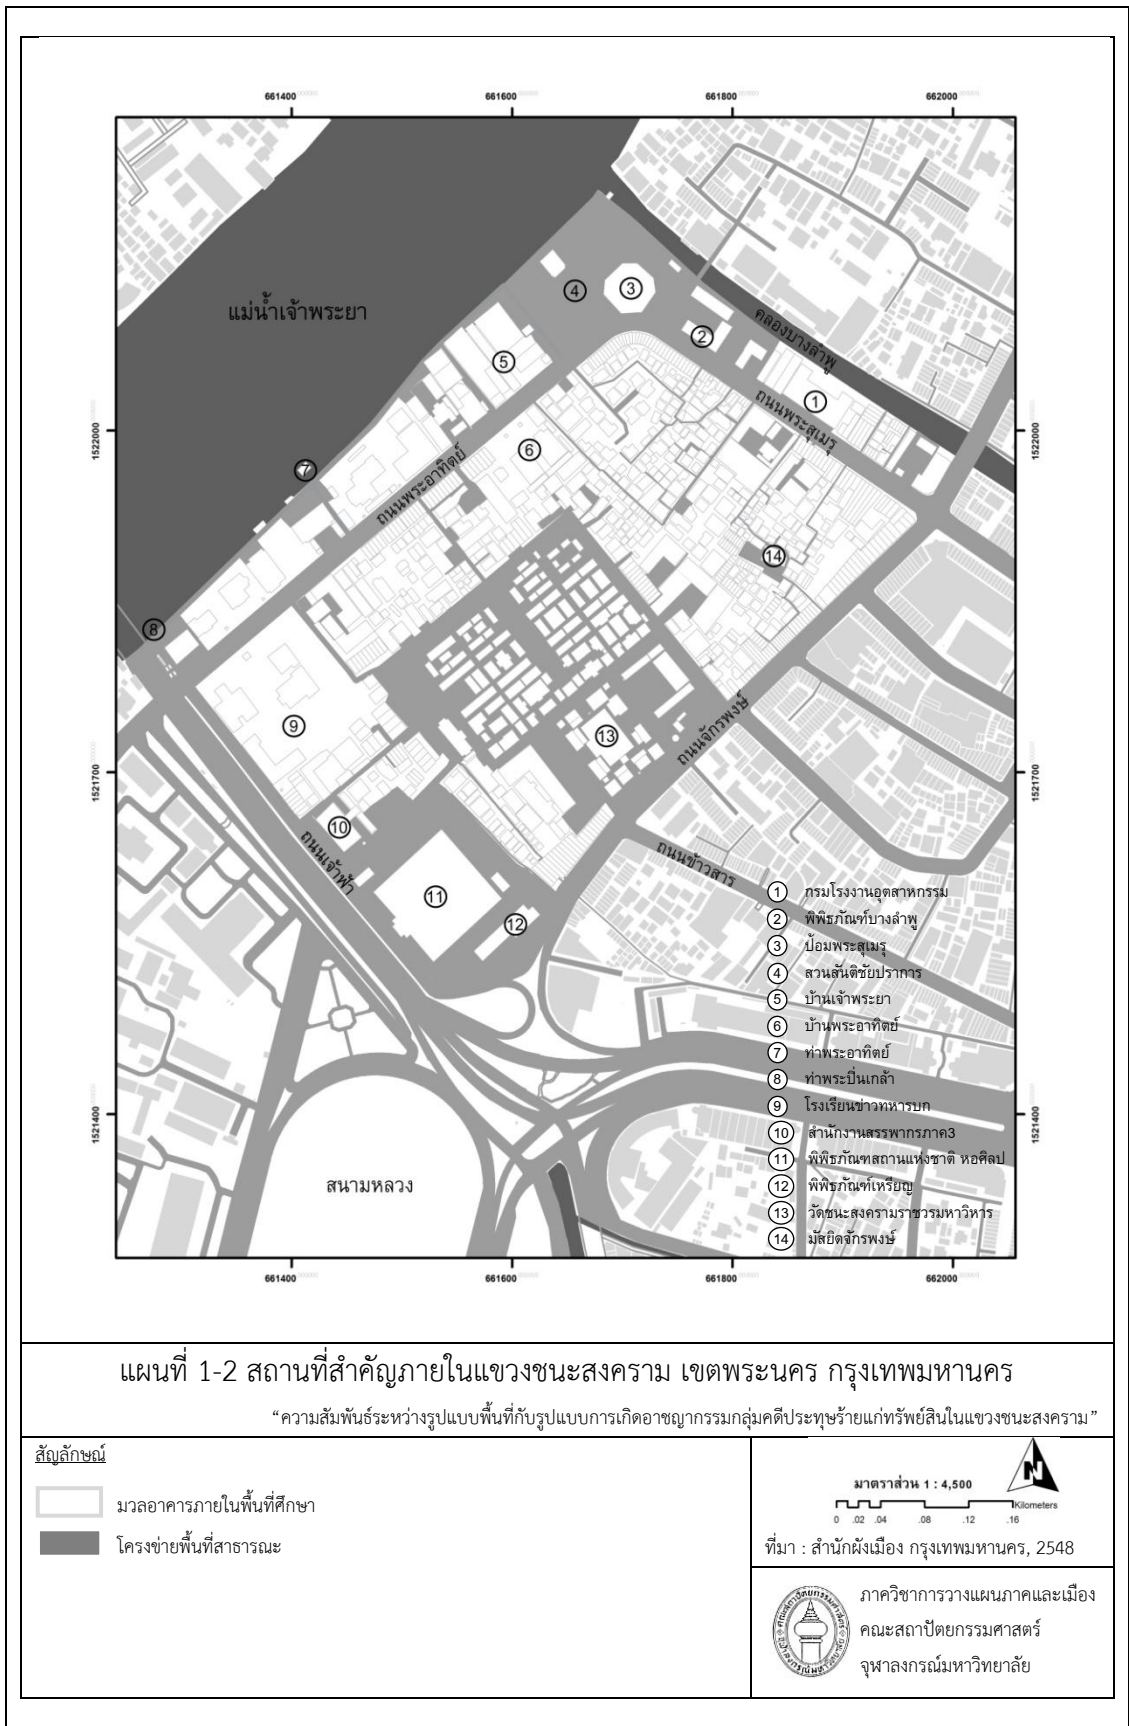 661400 661600 661800 662000
แม่น้ำเจ้าพระยา
4
3
คลองบางลำพู
2
5
1
ถนนพระสุเมรุ
1522000
1522000
6
7
ถนนพระอาทิตย์
14
8
9
13
ถนนจักรพงษ์
1521700
1521700
10
ถนนเจ้าฟ้า
ถนนข้าวสาร
11
12
1 กรมโรงงานอุตสาหกรรม
2 พิพิธภัณฑ์บางลำพู
3 ป้อมพระสุเมรุ
4 สวนสันติชัยปราการ
5 บ้านเจ้าพระยา
6 บ้านพระอาทิตย์
7 ท่าพระอาทิตย์
8 ท่าพระปิ่นเกล้า
9 โรงเรียนข่าวทหารบก
10 สำนักงานสรรพากรภาค3
11 พิพิธภัณฑสถานแห่งชาติ หอศิลป
12 พิพิธภัณฑ์เหรียญ
13 วัดชนะสงครามราชวรมหาวิหาร
14 มัสยิดจักรพงษ์
1521400
1521400
สนามหลวง
661400 661600 661800 662000
แผนที่ 1-2 สถานที่สำคัญภายในแขวงชนะสงคราม เขตพระนคร กรุงเทพมหานคร
“ความสัมพันธ์ระหว่างรูปแบบพื้นที่กับรูปแบบการเกิดอาชญากรรมกลุ่มคดีประทุษร้ายแก่ทรัพย์สินในแขวงชนะสงคราม”
สัญลักษณ์
มวลอาคารภายในพื้นที่ศึกษา
โครงข่ายพื้นที่สาธารณะ
N
มาตราส่วน 1 : 4,500
Kilometers
0 .02 .04 .08 .12 .16
ที่มา : สำนักผังเมือง กรุงเทพมหานคร, 2548
ภาควิชาการวางแผนภาคและเมือง
คณะสถาปัตยกรรมศาสตร์
จุฬาลงกรณ์มหาวิทยาลัย